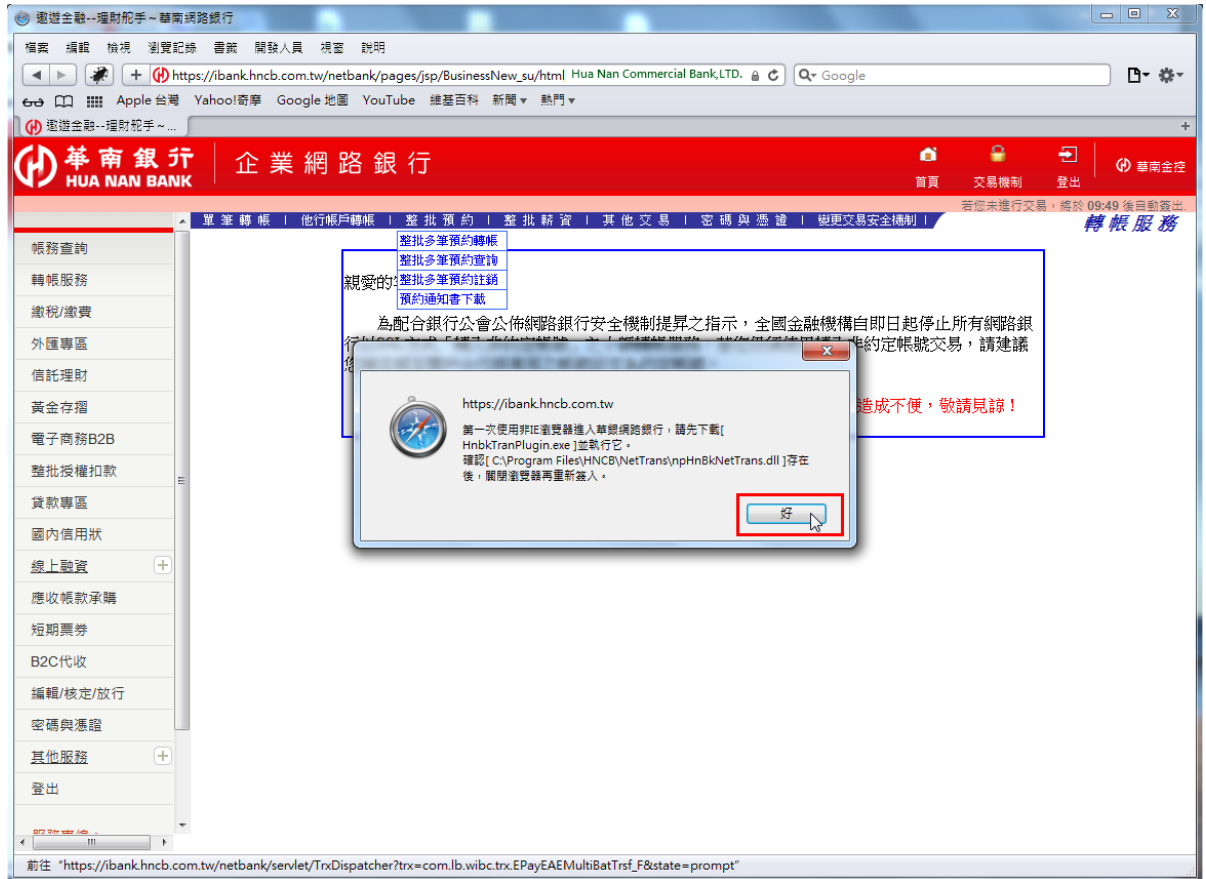 遨遊金融--理財舵手～華南網路銀行
檔案 編輯 檢視 瀏覽記錄 書籤 開發人員 視窗 說明
https://ibank.hncb.com.tw/netbank/pages/jsp/BusinessNew_su/html Hua Nan Commercial Bank,LTD. Google
Apple 台灣 Yahoo!奇摩 Google 地圖 YouTube 維基百科 新聞▼ 熱門▼
遨遊金融--理財舵手～...
華南銀行 企業網路銀行
HUA NAN BANK
首頁 交易機制 登出 華南金控
若您未進行交易，將於 09:49 後自動簽出.
單筆轉帳 | 他行帳戶轉帳 | 整批預約 | 整批薪資 | 其他交易 | 密碼與憑證 | 變更交易安全機制 |
轉帳服務
整批多筆預約轉帳
整批多筆預約查詢
整批多筆預約註銷
預約通知書下載
帳務查詢
轉帳服務
繳稅/繳費
外匯專區
信託理財
黃金存摺
電子商務B2B
整批授權扣款
貸款專區
國內信用狀
線上融資
應收帳款承購
短期票券
B2C代收
編輯/核定/放行
密碼與憑證
其他服務
登出
親愛的
為配合銀行公會公佈網路銀行安全機制提昇之指示，全國金融機構自即日起停止所有網路銀
約定帳號交易，請建議
造成不便，敬請見諒！
https://ibank.hncb.com.tw
第一次使用非IE瀏覽器進入華銀網路銀行，請先下載[
HnbkTranPlugin.exe ]並執行它。
確認[ C:\Program Files\HNCB\NetTrans\npHnBkNetTrans.dll ]存在
後，關閉瀏覽器再重新簽入。
好
前往 "https://ibank.hncb.com.tw/netbank/servlet/TrxDispatcher?trx=com.lb.wibc.trx.EPayEAEMultiBatTrsf_F&state=prompt"